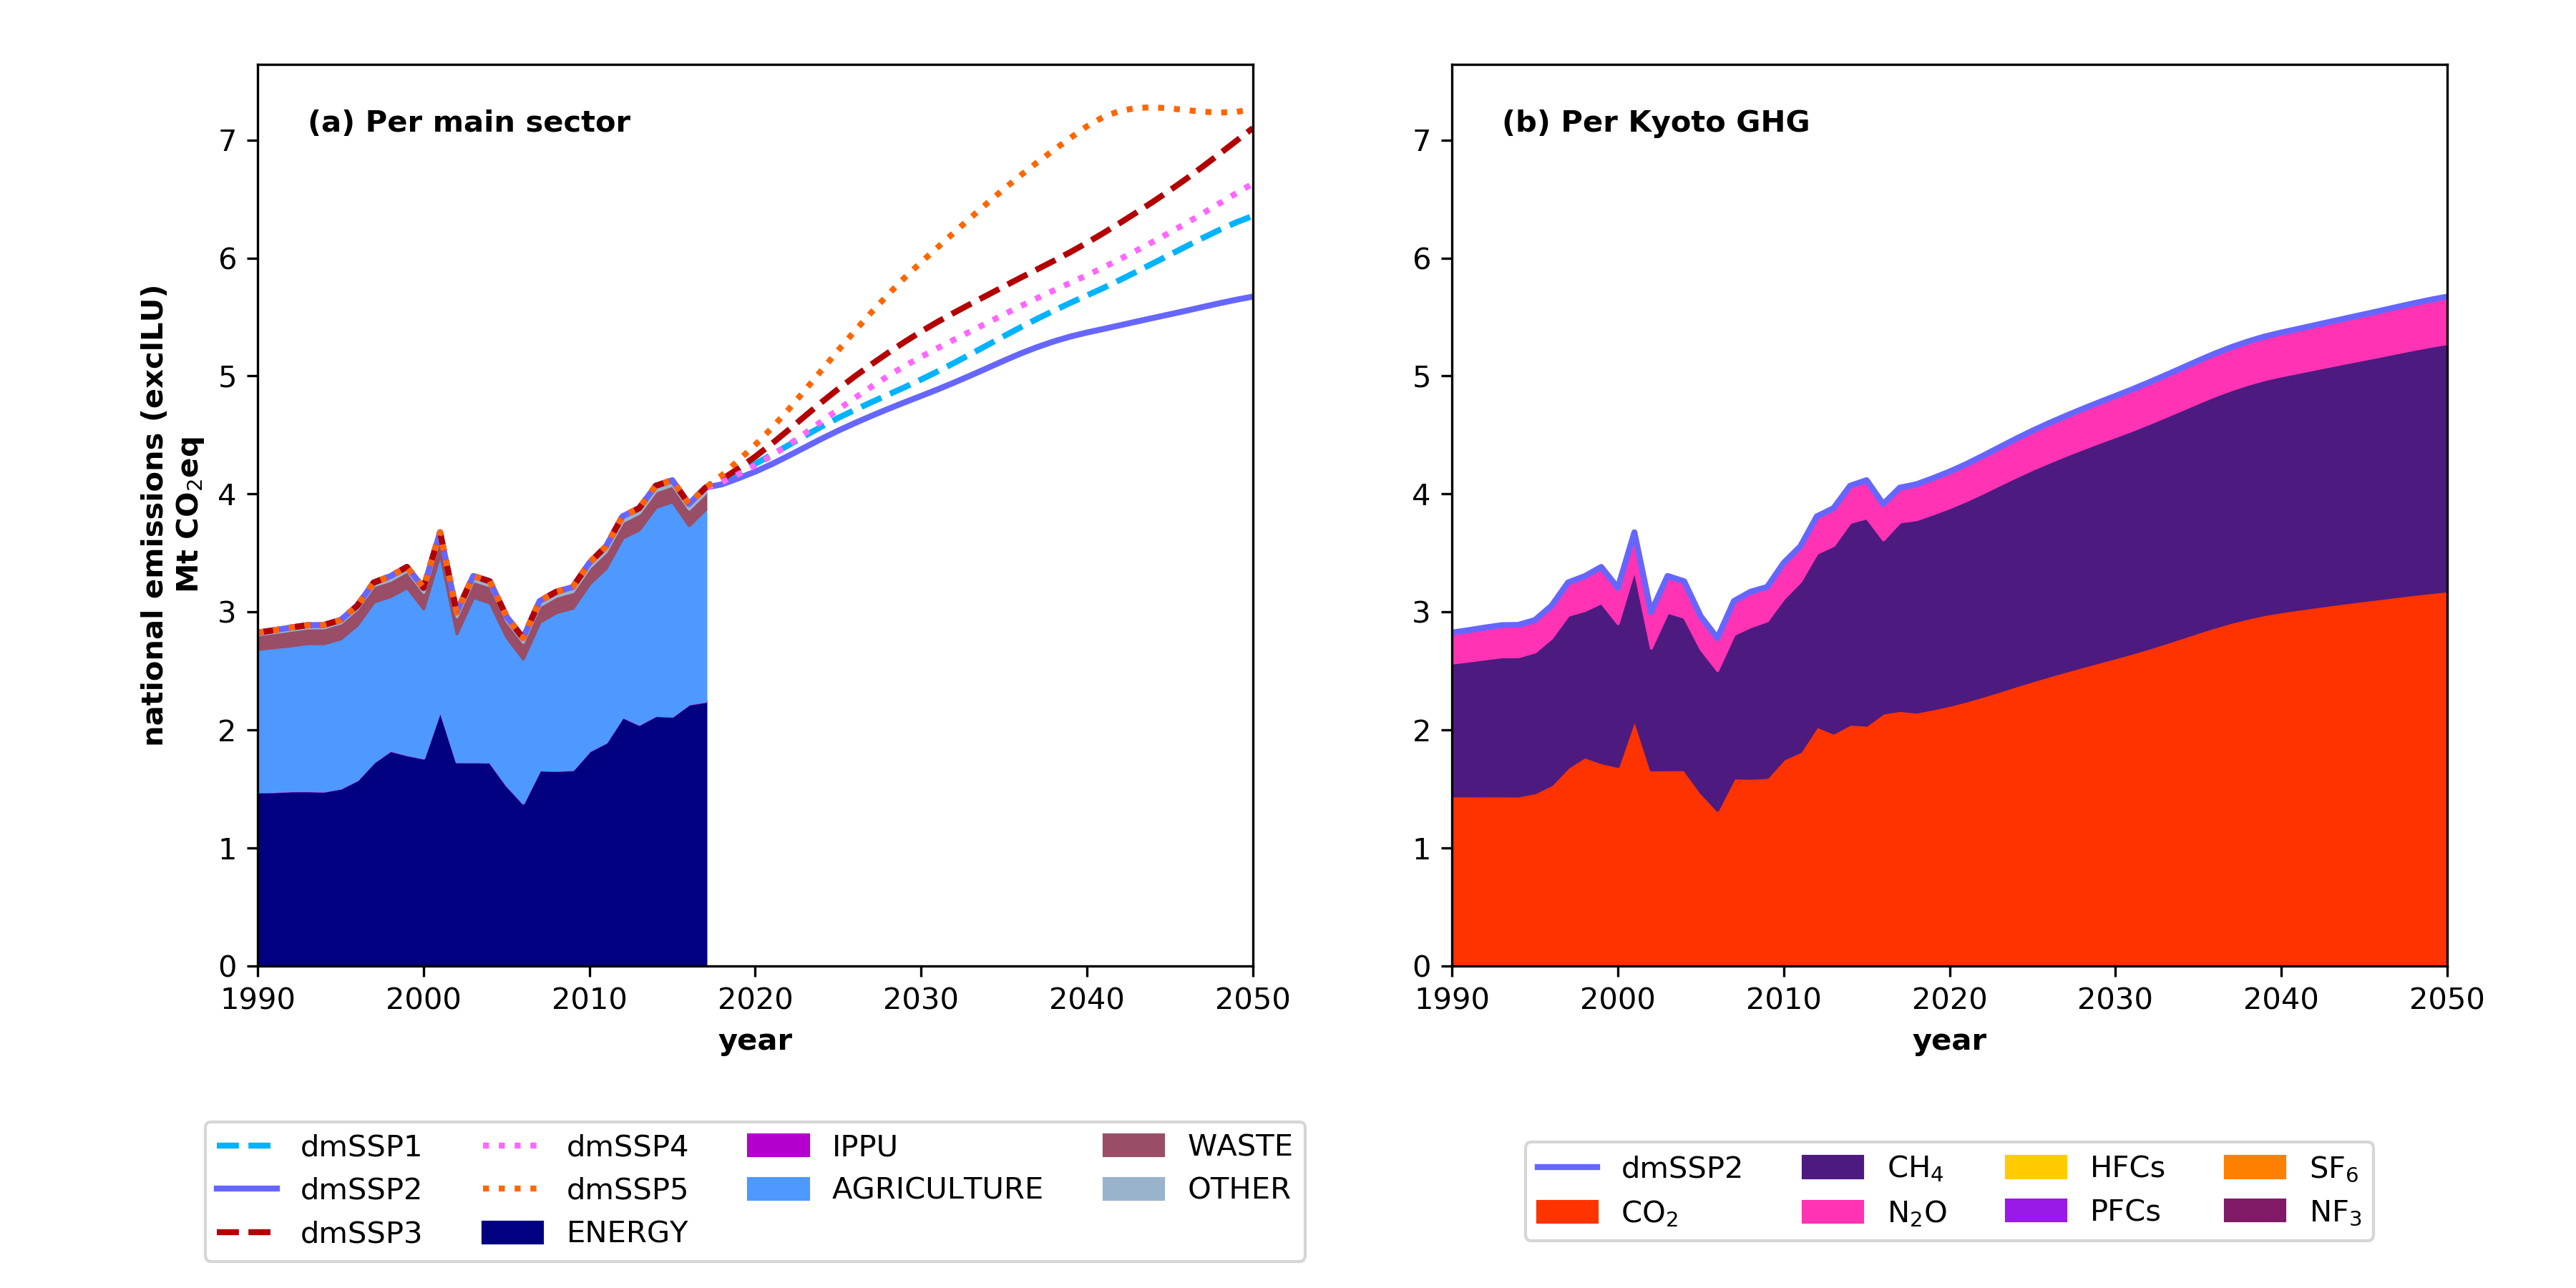 (a) Per main sector
(b) Per Kyoto GHG
national emissions (exclLU)
Mt CO₂eq
7
6
5
4
3
2
1
0
1990 2000 2010 2020 2030 2040 2050
year
7
6
5
4
3
2
1
0
1990 2000 2010 2020 2030 2040 2050
year
dmSSP1 dmSSP4 IPPU WASTE
dmSSP2 dmSSP5 AGRICULTURE OTHER
dmSSP3 ENERGY
dmSSP2 CH₄ HFCs SF₆
CO₂ N₂O PFCs NF₃